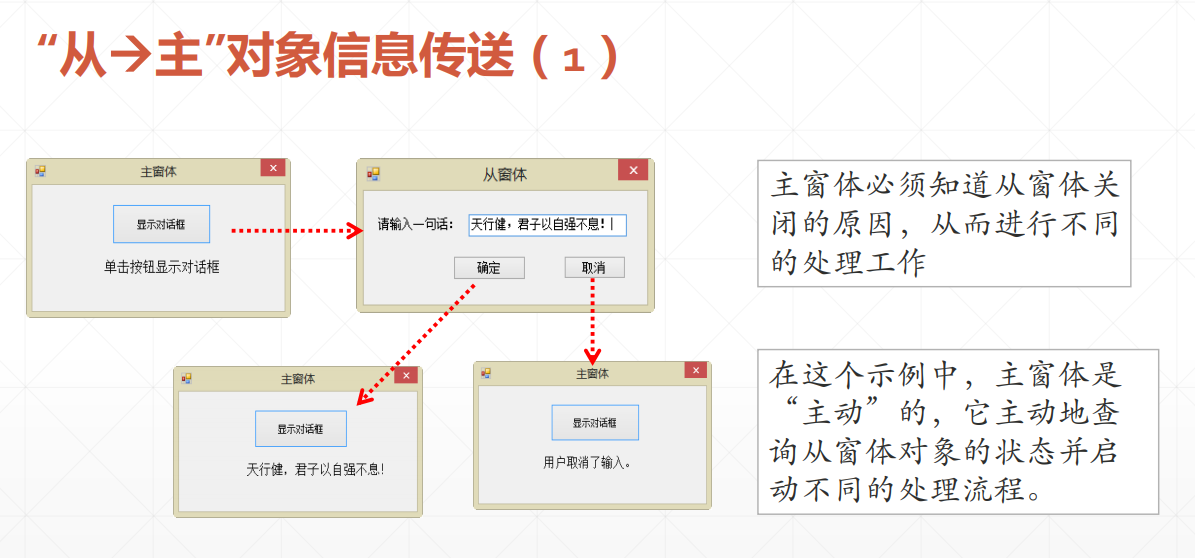 “从→主”对象信息传送（1）
主窗体
显示对话框
单击按钮显示对话框
从窗体
请输入一句话：
天行健，君子以自强不息！
确定
取消
主窗体必须知道从窗体关
闭的原因，从而进行不同
的处理工作
主窗体
显示对话框
天行健，君子以自强不息！
主窗体
显示对话框
用户取消了输入。
在这个示例中，主窗体是
“主动”的，它主动地查
询从窗体对象的状态并启
动不同的处理流程。